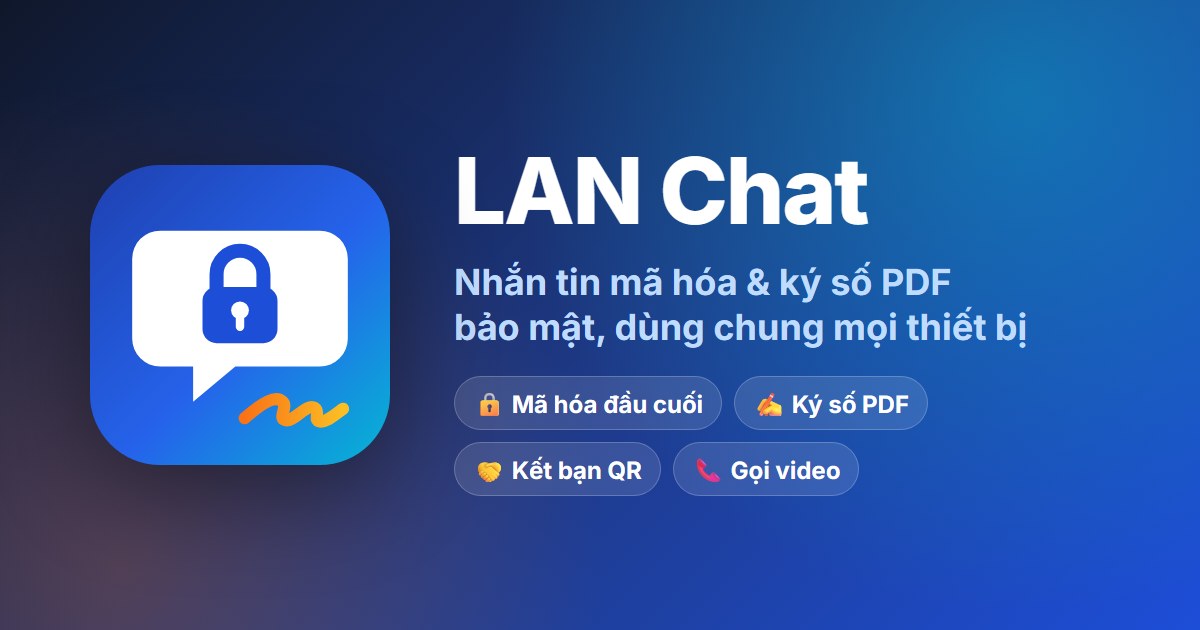 LAN Chat
Nhắn tin mã hóa & ký số PDF
bảo mật, dùng chung mọi thiết bị
Mã hóa đầu cuối
Ký số PDF
Kết bạn QR
Gọi video